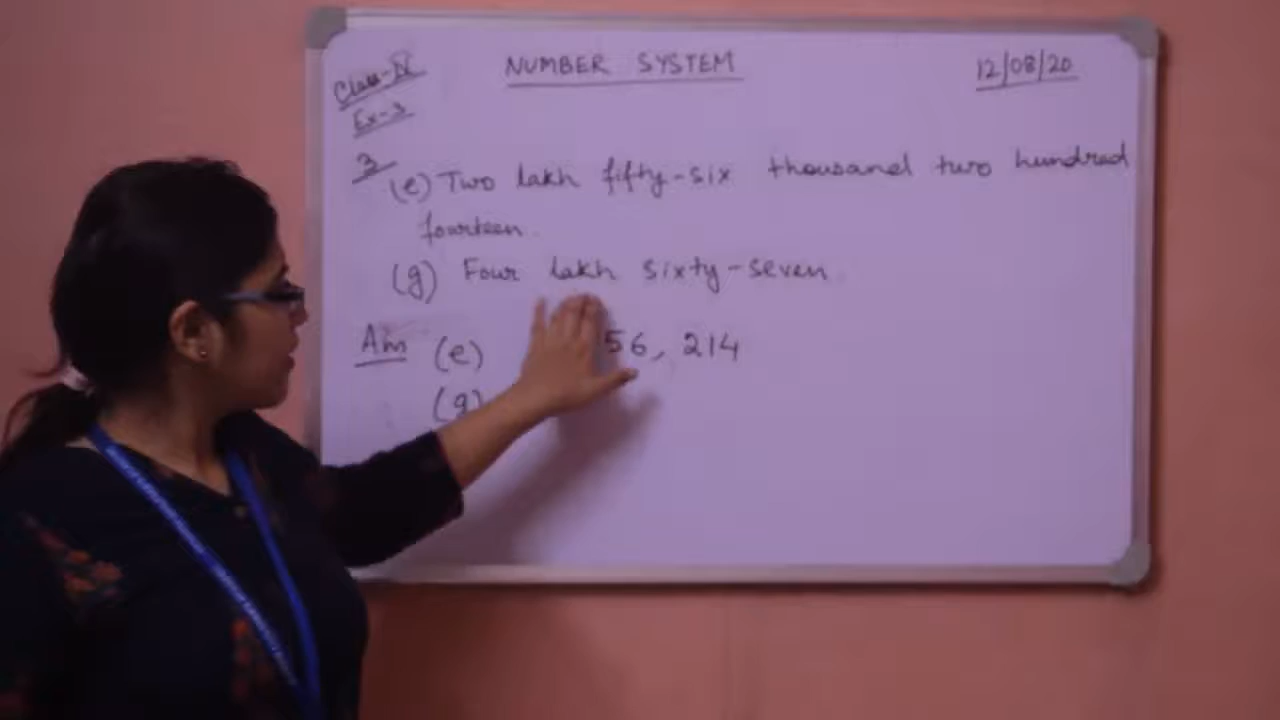 Class-IV
NUMBER SYSTEM
12/08/20
Ex-3
3
(e) Two lakh fifty-six thousand two hundred
fourteen.
(g) Four lakh sixty-seven.
Ans (e) 56, 214
(g)